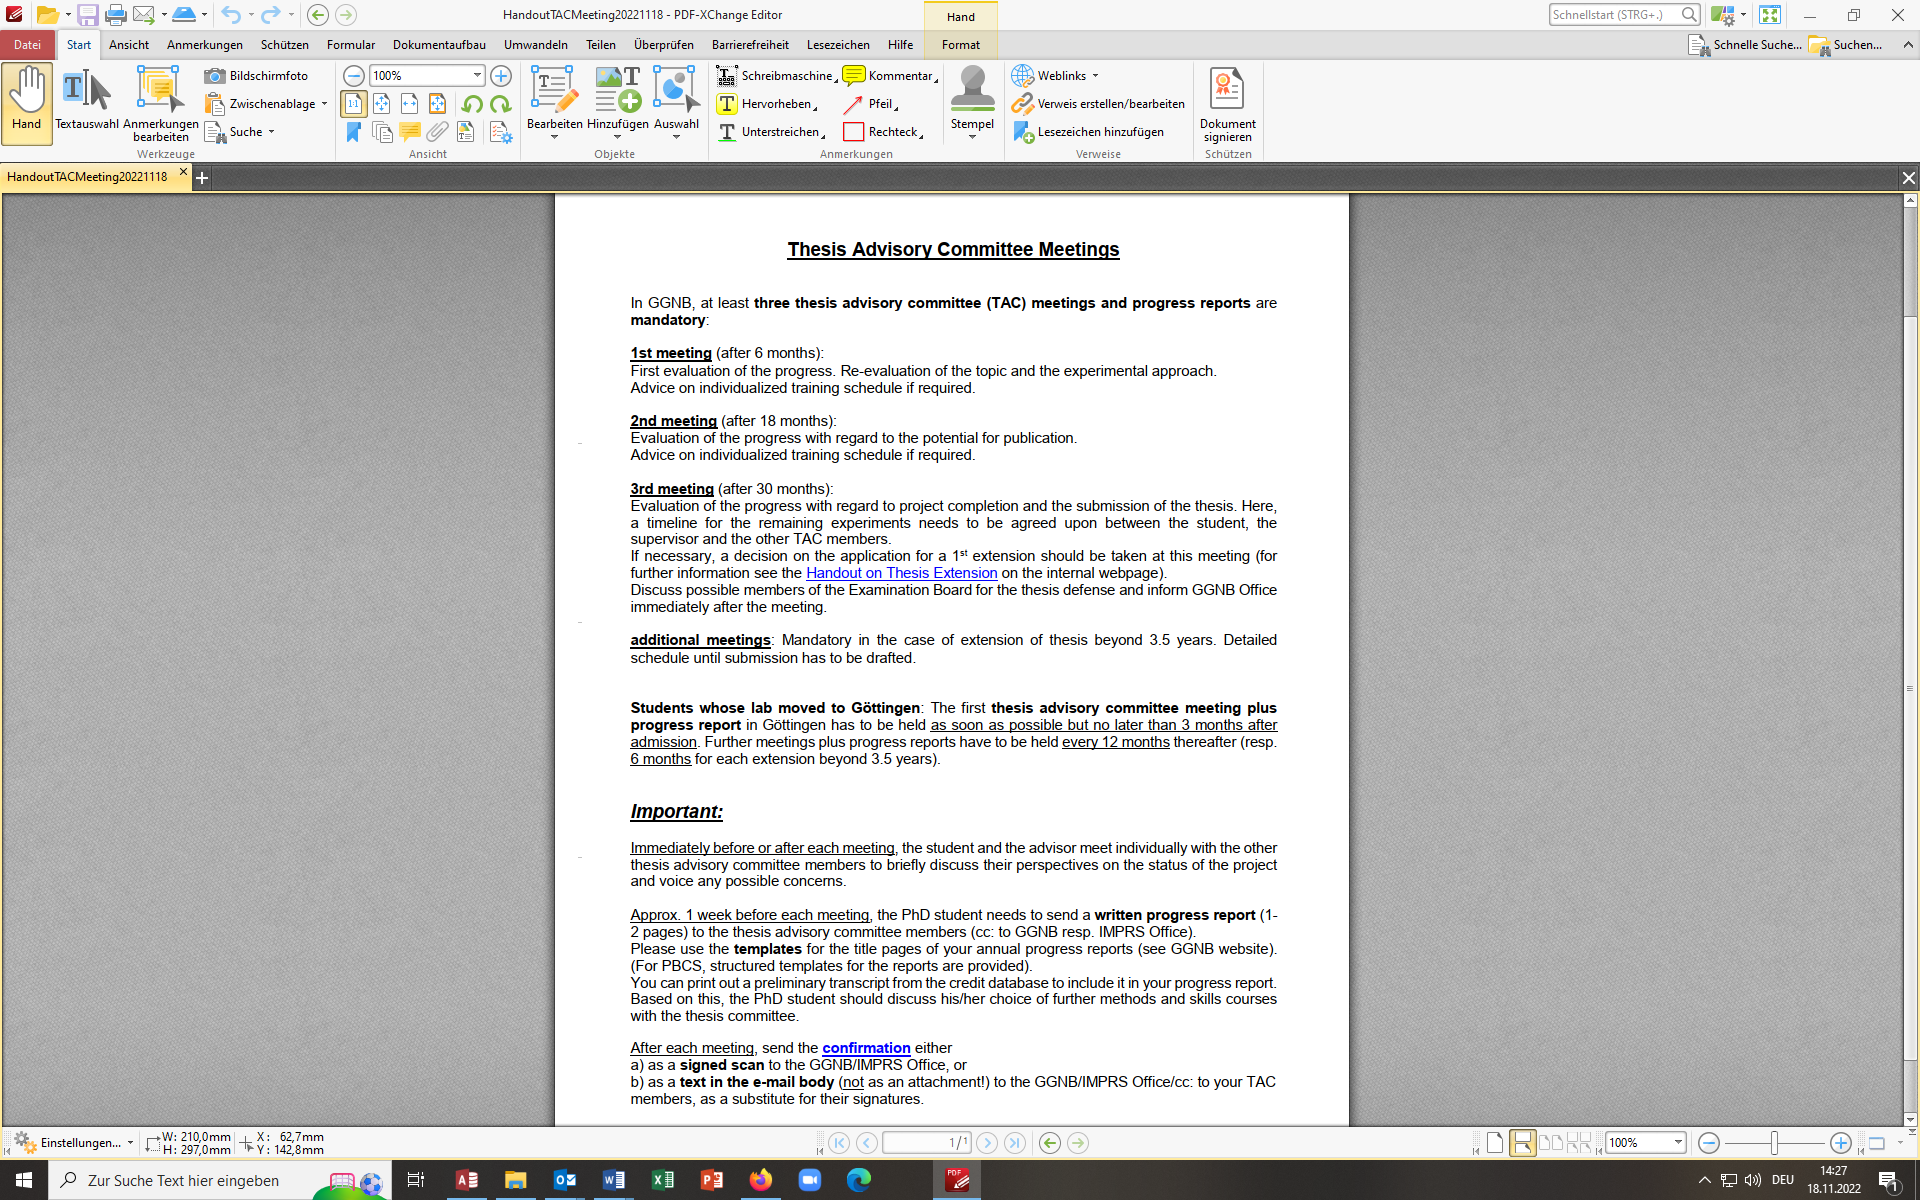 HandoutTACMeeting20221118 - PDF-XChange Editor
Hand
Schnellstart (STRG+,)
Datei Start Ansicht Anmerkungen Schützen Formular Dokumentaufbau Umwandeln Teilen Überprüfen Barrierefreiheit Lesezeichen Hilfe Format Schnelle Suche... Suchen...
Hand
Textauswahl
Anmerkungen bearbeiten
Bildschirmfoto
Zwischenablage
Suche
Werkzeuge
100%
1:1
Ansicht
Bearbeiten Hinzufügen Auswahl
Objekte
Schreibmaschine Kommentar
Hervorheben Pfeil
Unterstreichen Rechteck
Stempel
Anmerkungen
Weblinks
Verweis erstellen/bearbeiten
Lesezeichen hinzufügen
Verweise
Dokument signieren
Schützen
HandoutTACMeeting20221118
Thesis Advisory Committee Meetings
In GGNB, at least three thesis advisory committee (TAC) meetings and progress reports are
mandatory:
1st meeting (after 6 months):
First evaluation of the progress. Re-evaluation of the topic and the experimental approach.
Advice on individualized training schedule if required.
2nd meeting (after 18 months):
Evaluation of the progress with regard to the potential for publication.
Advice on individualized training schedule if required.
3rd meeting (after 30 months):
Evaluation of the progress with regard to project completion and the submission of the thesis. Here,
a timeline for the remaining experiments needs to be agreed upon between the student, the
supervisor and the other TAC members.
If necessary, a decision on the application for a 1st extension should be taken at this meeting (for
further information see the Handout on Thesis Extension on the internal webpage).
Discuss possible members of the Examination Board for the thesis defense and inform GGNB Office
immediately after the meeting.
additional meetings: Mandatory in the case of extension of thesis beyond 3.5 years. Detailed
schedule until submission has to be drafted.
Students whose lab moved to Göttingen: The first thesis advisory committee meeting plus
progress report in Göttingen has to be held as soon as possible but no later than 3 months after
admission. Further meetings plus progress reports have to be held every 12 months thereafter (resp.
6 months for each extension beyond 3.5 years).
Important:
Immediately before or after each meeting, the student and the advisor meet individually with the other
thesis advisory committee members to briefly discuss their perspectives on the status of the project
and voice any possible concerns.
Approx. 1 week before each meeting, the PhD student needs to send a written progress report (1-
2 pages) to the thesis advisory committee members (cc: to GGNB resp. IMPRS Office).
Please use the templates for the title pages of your annual progress reports (see GGNB website).
(For PBCS, structured templates for the reports are provided).
You can print out a preliminary transcript from the credit database to include it in your progress report.
Based on this, the PhD student should discuss his/her choice of further methods and skills courses
with the thesis committee.
After each meeting, send the confirmation either
a) as a signed scan to the GGNB/IMPRS Office, or
b) as a text in the e-mail body (not as an attachment!) to the GGNB/IMPRS Office/cc: to your TAC
members, as a substitute for their signatures.
Einstellungen...
W: 210,0mm X: 62,7mm
H: 297,0mm Y: 142,8mm
1/1
100%
Zur Suche Text hier eingeben
DEU
14:27
18.11.2022
1